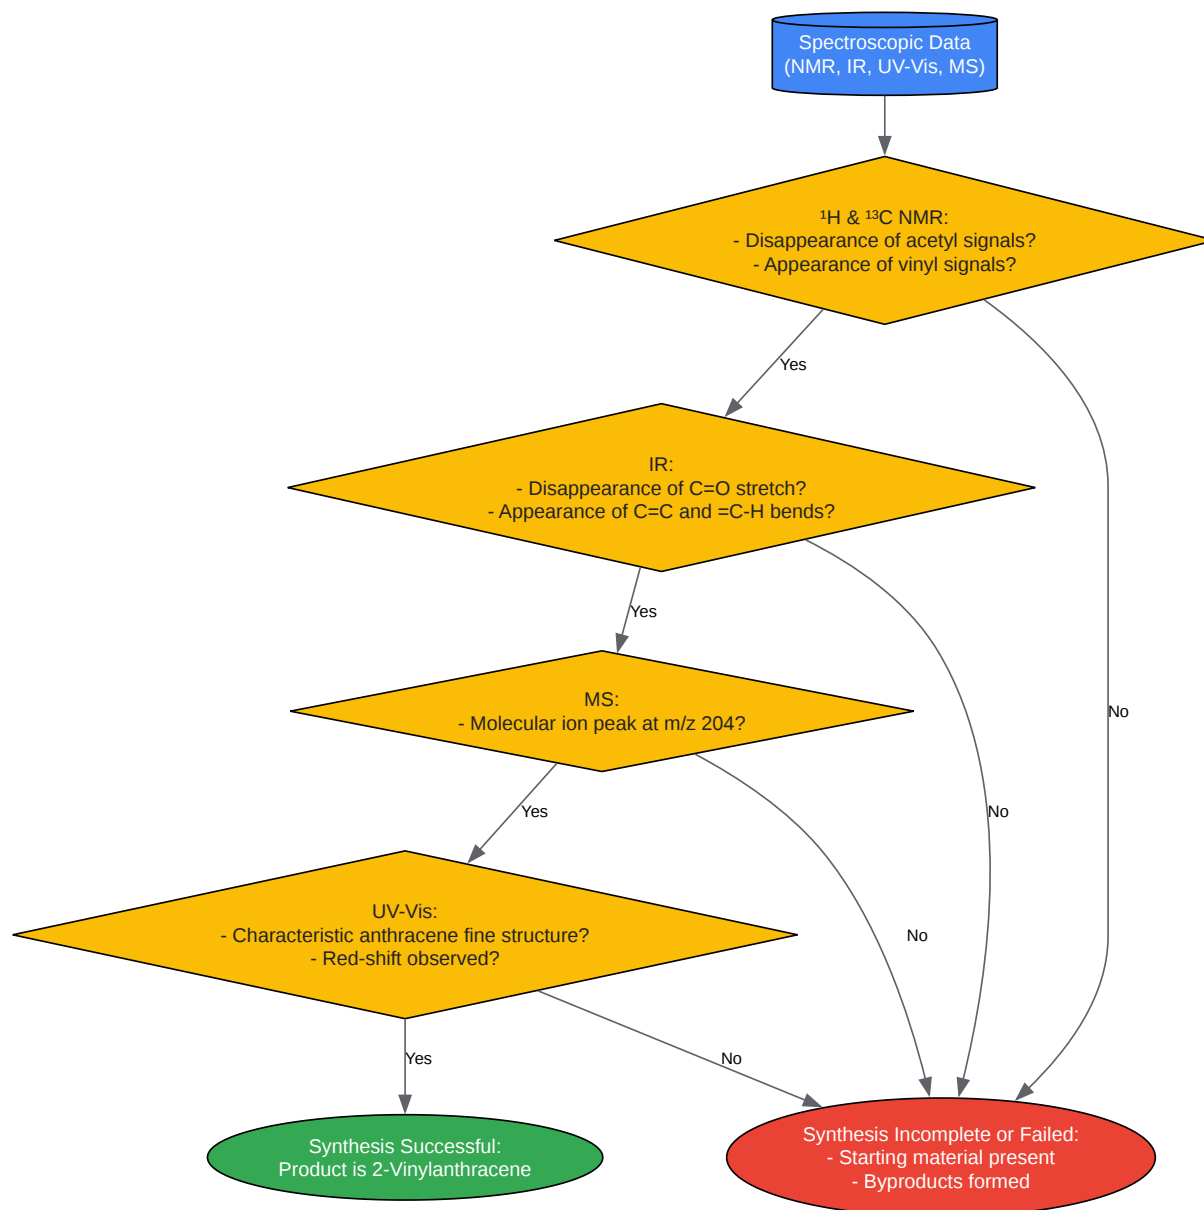 Spectroscopic Data
(NMR, IR, UV-Vis, MS)
¹H & ¹³C NMR:
- Disappearance of acetyl signals?
- Appearance of vinyl signals?
Yes
IR:
- Disappearance of C=O stretch?
- Appearance of C=C and =C-H bends?
Yes
MS:
- Molecular ion peak at m/z 204?
No
Yes
No
UV-Vis:
- Characteristic anthracene fine structure?
- Red-shift observed?
No
Yes
No
Synthesis Successful:
Product is 2-Vinylanthracene
Synthesis Incomplete or Failed:
- Starting material present
- Byproducts formed